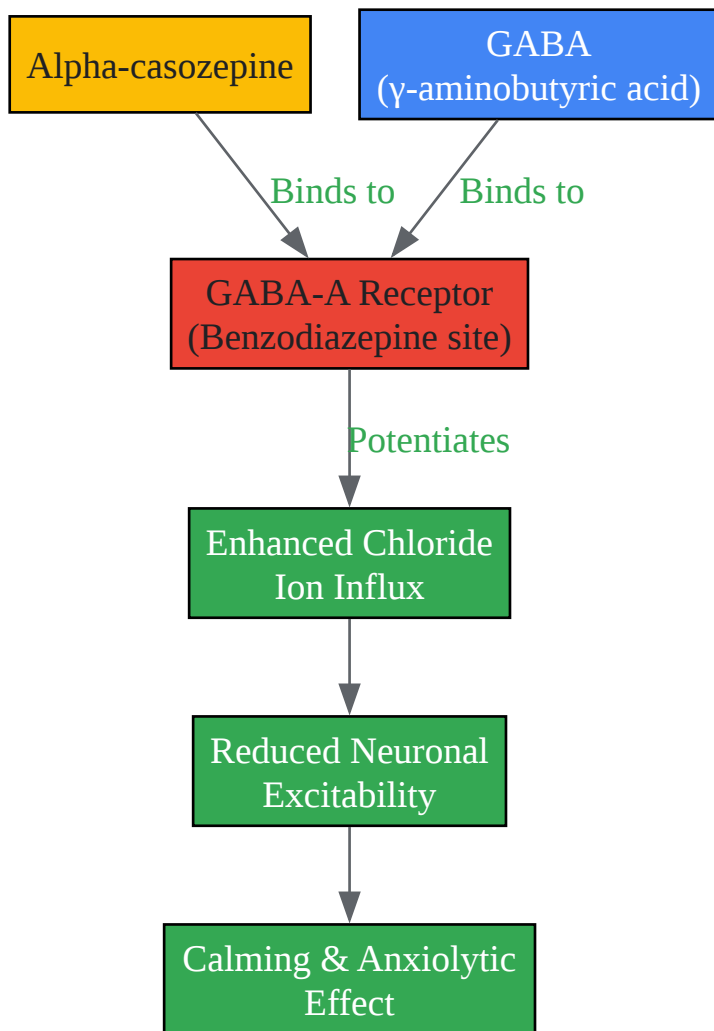 Alpha-casozepine
GABA
(γ-aminobutyric acid)
Binds to
Binds to
GABA-A Receptor
(Benzodiazepine site)
Potentiates
Enhanced Chloride
Ion Influx
Reduced Neuronal
Excitability
Calming & Anxiolytic
Effect